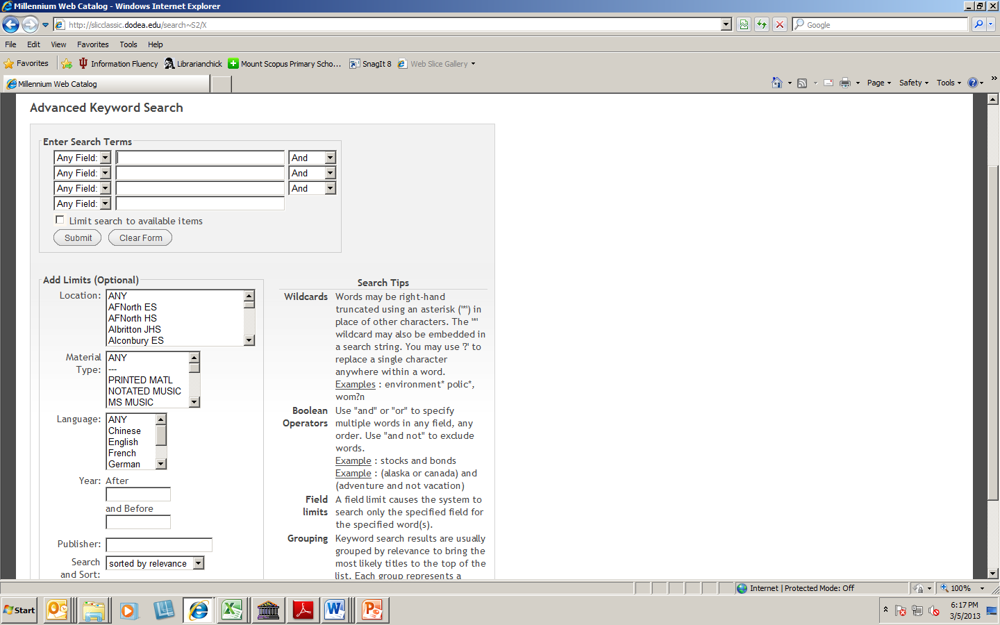 Millennium Web Catalog - Windows Internet Explorer
http://slicclassic.dodea.edu/search~S2/X
Google
File Edit View Favorites Tools Help
Favorites Information Fluency Librarianchick Mount Scopus Primary Scho... SnagIt 8 Web Slice Gallery
Millennium Web Catalog
Page Safety Tools
Advanced Keyword Search
Enter Search Terms
Any Field: And
Any Field: And
Any Field: And
Any Field:
Limit search to available items
Submit Clear Form
Add Limits (Optional)
Location: ANY
AFNorth ES
AFNorth HS
Albritton JHS
Alconbury ES
Material Type: ANY
---
PRINTED MATL
NOTATED MUSIC
MS MUSIC
Language: ANY
Chinese
English
French
German
Year: After
and Before
Publisher:
Search and Sort: sorted by relevance
Search Tips
Wildcards Words may be right-hand
truncated using an asterisk ('*') in
place of other characters. The '*'
wildcard may also be embedded in
a search string. You may use '?' to
replace a single character
anywhere within a word.
Examples : environment* polic*,
wom?n
Boolean Operators Use "and" or "or" to specify
multiple words in any field, any
order. Use "and not" to exclude
words.
Example : stocks and bonds
Example : (alaska or canada) and
(adventure and not vacation)
Field limits A field limit causes the system to
search only the specified field for
the specified word(s).
Grouping Keyword search results are usually
grouped by relevance to bring the
most likely titles to the top of the
list. Each group represents a
Internet | Protected Mode: Off 100%
Start
6:17 PM
3/5/2013